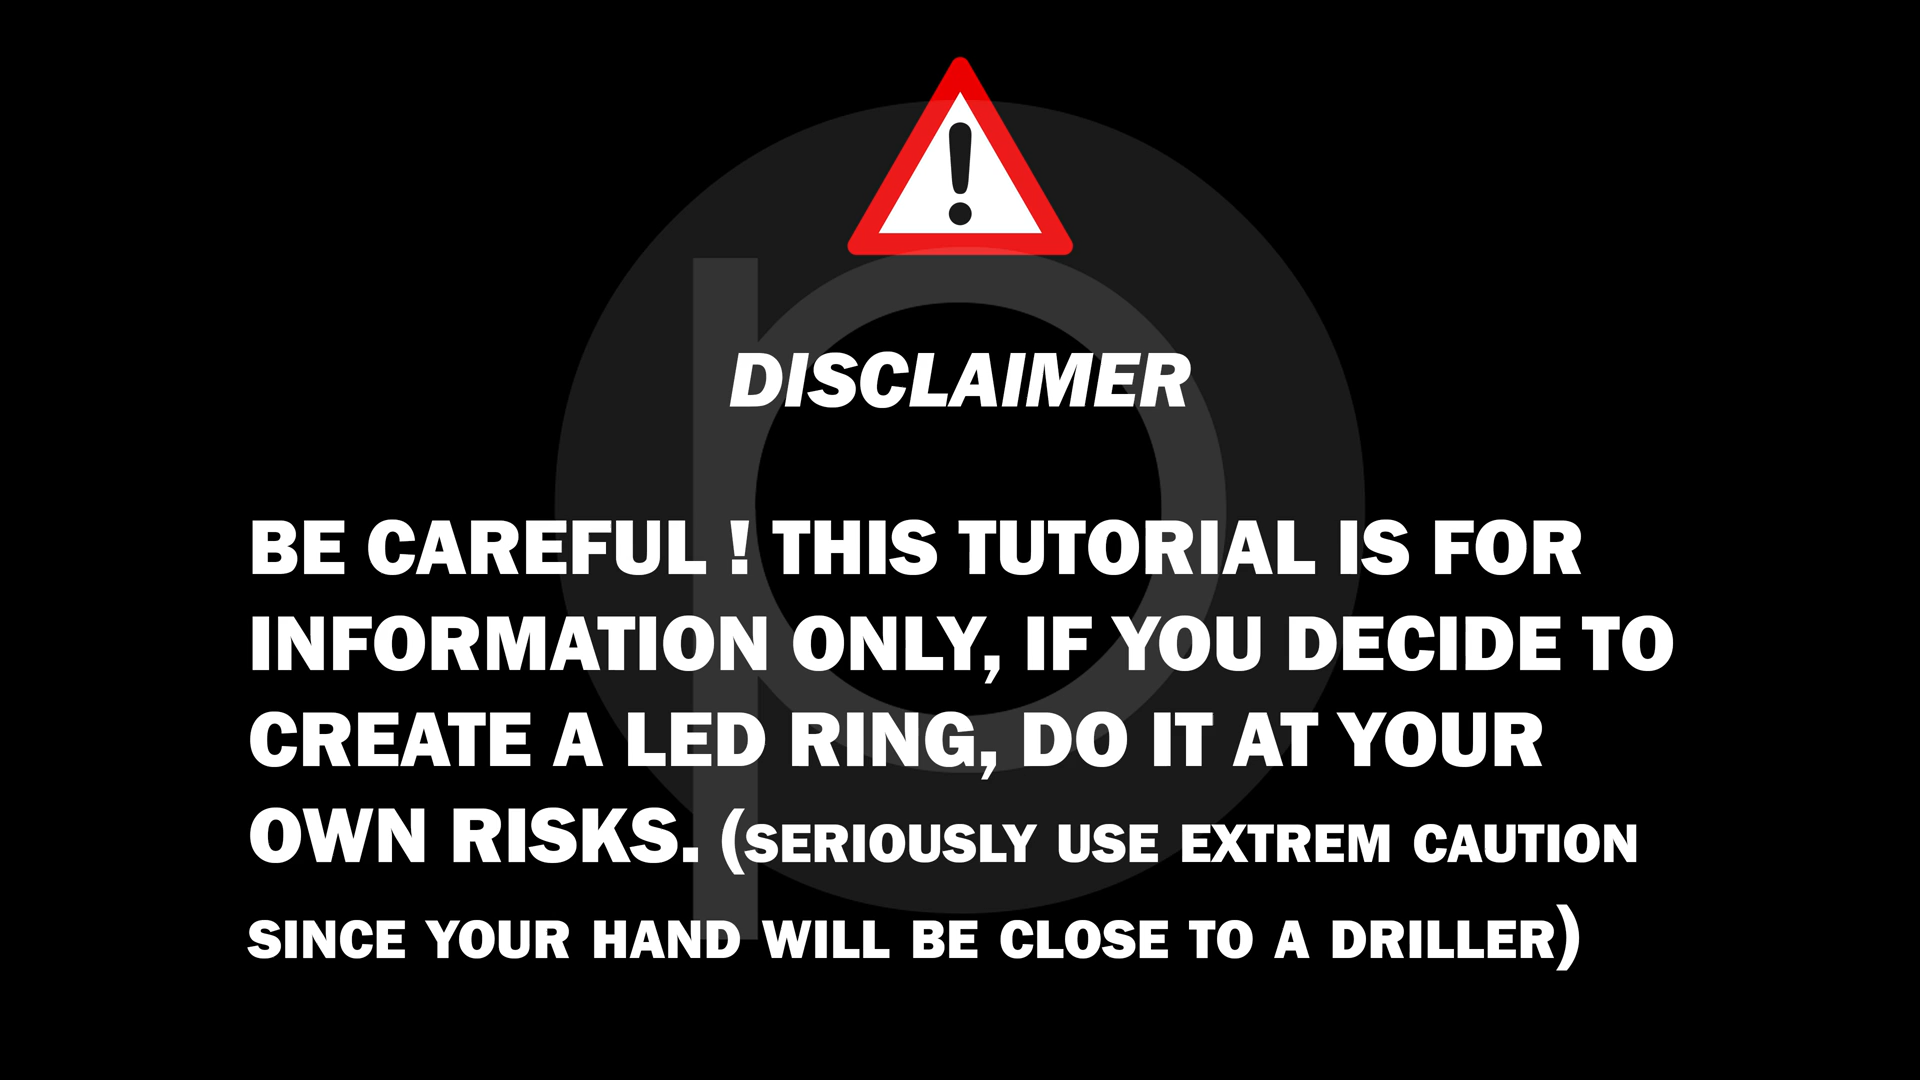 DISCLAIMER
BE CAREFUL ! THIS TUTORIAL IS FOR
INFORMATION ONLY, IF YOU DECIDE TO
CREATE A LED RING, DO IT AT YOUR
OWN RISKS. (SERIOUSLY USE EXTREM CAUTION
SINCE YOUR HAND WILL BE CLOSE TO A DRILLER)